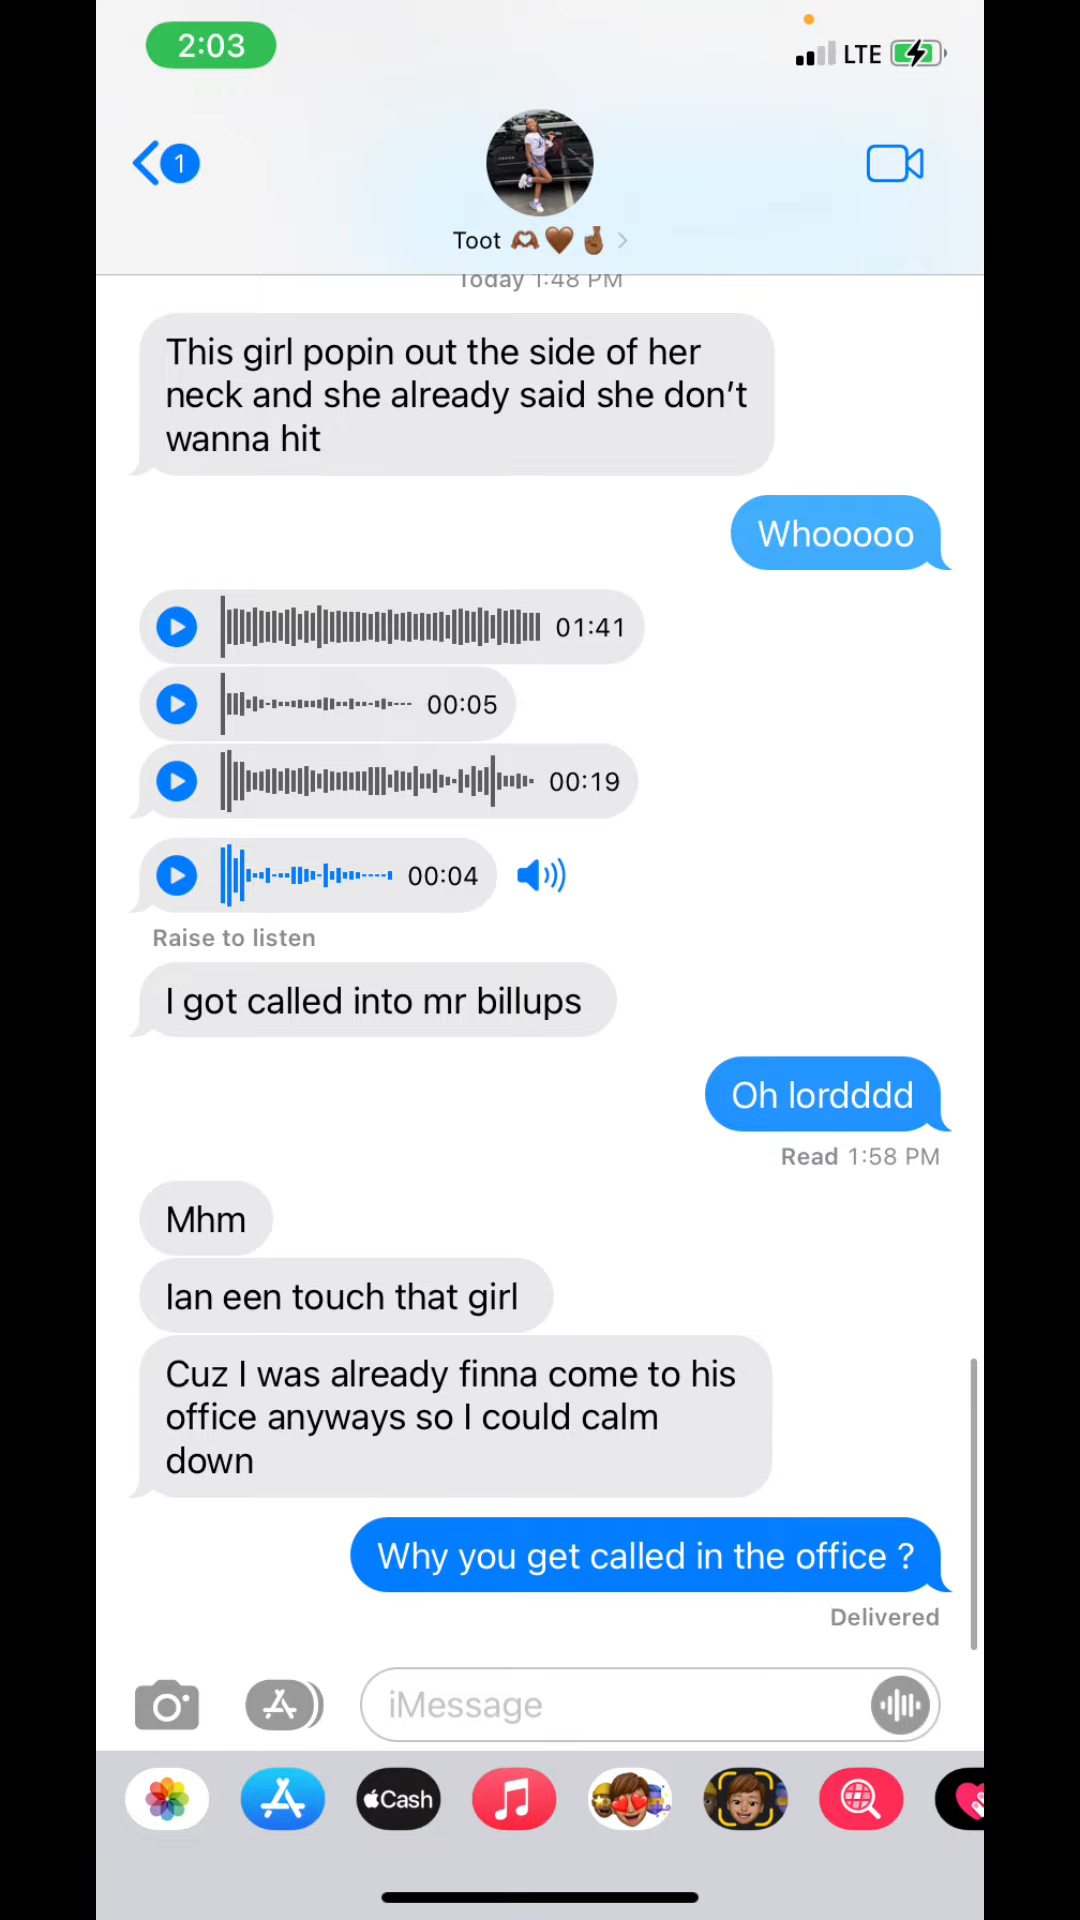 2:03
LTE
1
Toot 🫶🏾🤎🤞🏾
Today 1:48 PM
This girl popin out the side of her
neck and she already said she don’t
wanna hit
Whooooo
01:41
00:05
00:19
00:04
Raise to listen
I got called into mr billups
Oh lordddd
Read 1:58 PM
Mhm
Ian een touch that girl
Cuz I was already finna come to his
office anyways so I could calm
down
Why you get called in the office ?
Delivered
iMessage
Cash